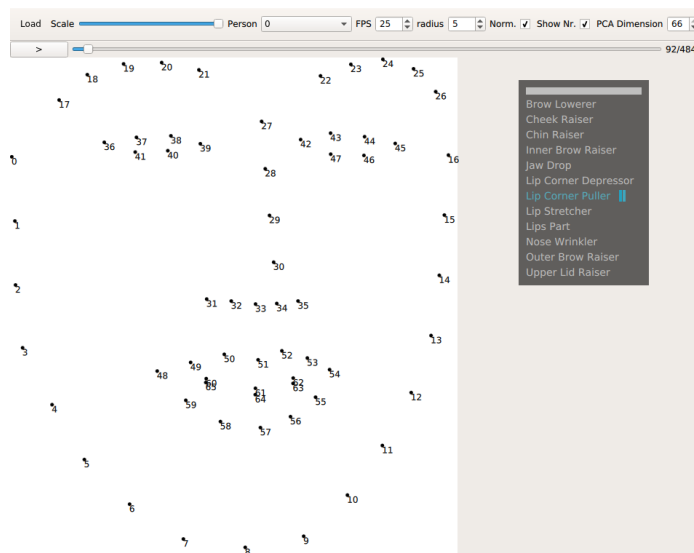 Load Scale Person 0 FPS 25 radius 5 Norm. Show Nr. PCA Dimension 66
> 92/484
24
19 20 23
18 21 25
22
17 26
27
37 38 43 44
36 39 42 45
41 40 47 46
0 16
28
1 29 15
30
2 14
31 32 33 34 35
3 13
50 52
49 51 53
48 54
60 62
65 63
4 59 61 55 12
64
58 56
57
11
5
10
6
7 9
8
Brow Lowerer
Cheek Raiser
Chin Raiser
Inner Brow Raiser
Jaw Drop
Lip Corner Depressor
Lip Corner Puller
Lip Stretcher
Lips Part
Nose Wrinkler
Outer Brow Raiser
Upper Lid Raiser